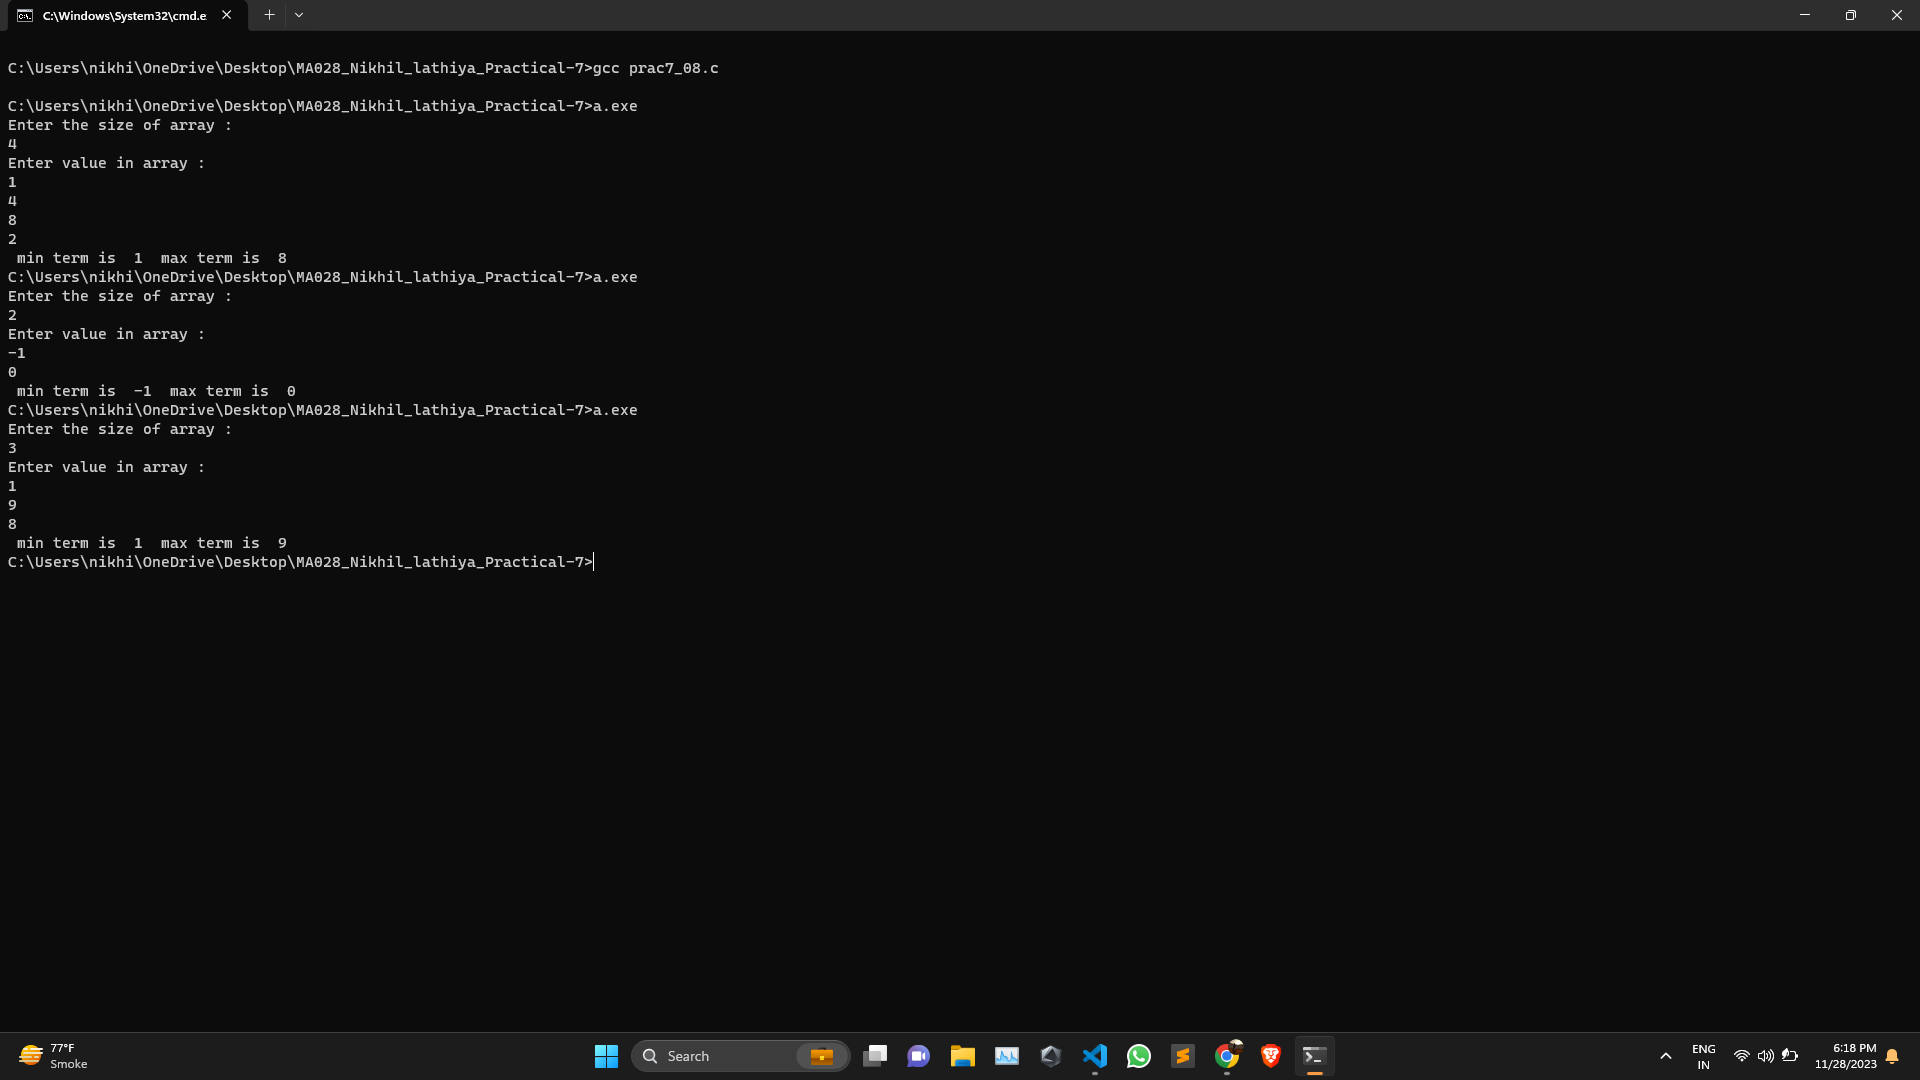 C:\Windows\System32\cmd.e
C:\Users\nikhi\OneDrive\Desktop\MA028_Nikhil_lathiya_Practical-7>gcc prac7_08.c
C:\Users\nikhi\OneDrive\Desktop\MA028_Nikhil_lathiya_Practical-7>a.exe
Enter the size of array :
4
Enter value in array :
1
4
8
2
min term is  1  max term is  8
C:\Users\nikhi\OneDrive\Desktop\MA028_Nikhil_lathiya_Practical-7>a.exe
Enter the size of array :
2
Enter value in array :
-1
0
min term is  -1  max term is  0
C:\Users\nikhi\OneDrive\Desktop\MA028_Nikhil_lathiya_Practical-7>a.exe
Enter the size of array :
3
Enter value in array :
1
9
8
min term is  1  max term is  9
C:\Users\nikhi\OneDrive\Desktop\MA028_Nikhil_lathiya_Practical-7>
77°F
Smoke
Search
ENG
IN
6:18 PM
11/28/2023